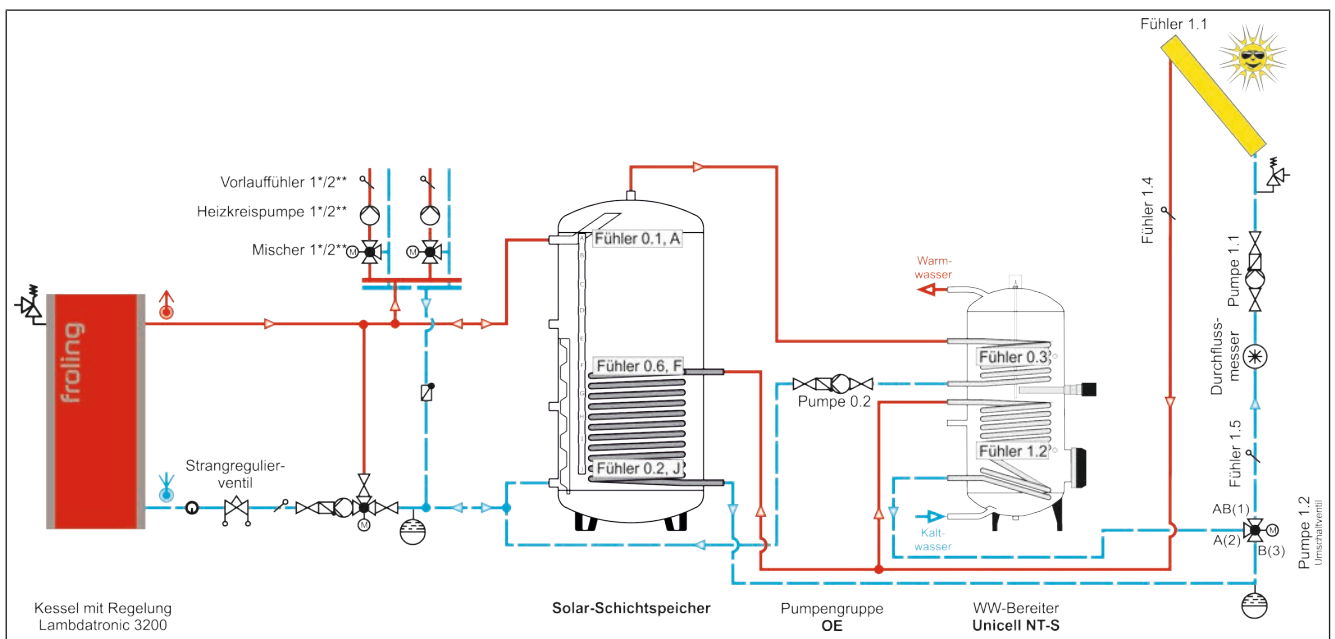 Fühler 1.1
Vorlauffühler 1*/2**
Heizkreispumpe 1*/2**
Mischer 1*/2**
M
M
Fühler 0.1, A
A
B
C
D
E
F
G
H
I
Fühler 1.4
Warm-
wasser
Pumpe 1.1
froling
Fühler 0.6, F
Fühler 0.3
Pumpe 0.2
Durchfluss-
messer
Fühler 0.2, J
Fühler 1.2
Fühler 1.5
Strangregulier-
ventil
M
Kalt-
wasser
AB(1)
A(2)
M
B(3)
Pumpe 1.2
Umschaltventil
Kessel mit Regelung
Lambdatronic 3200
Solar-Schichtspeicher
Pumpengruppe
OE
WW-Bereiter
Unicell NT-S